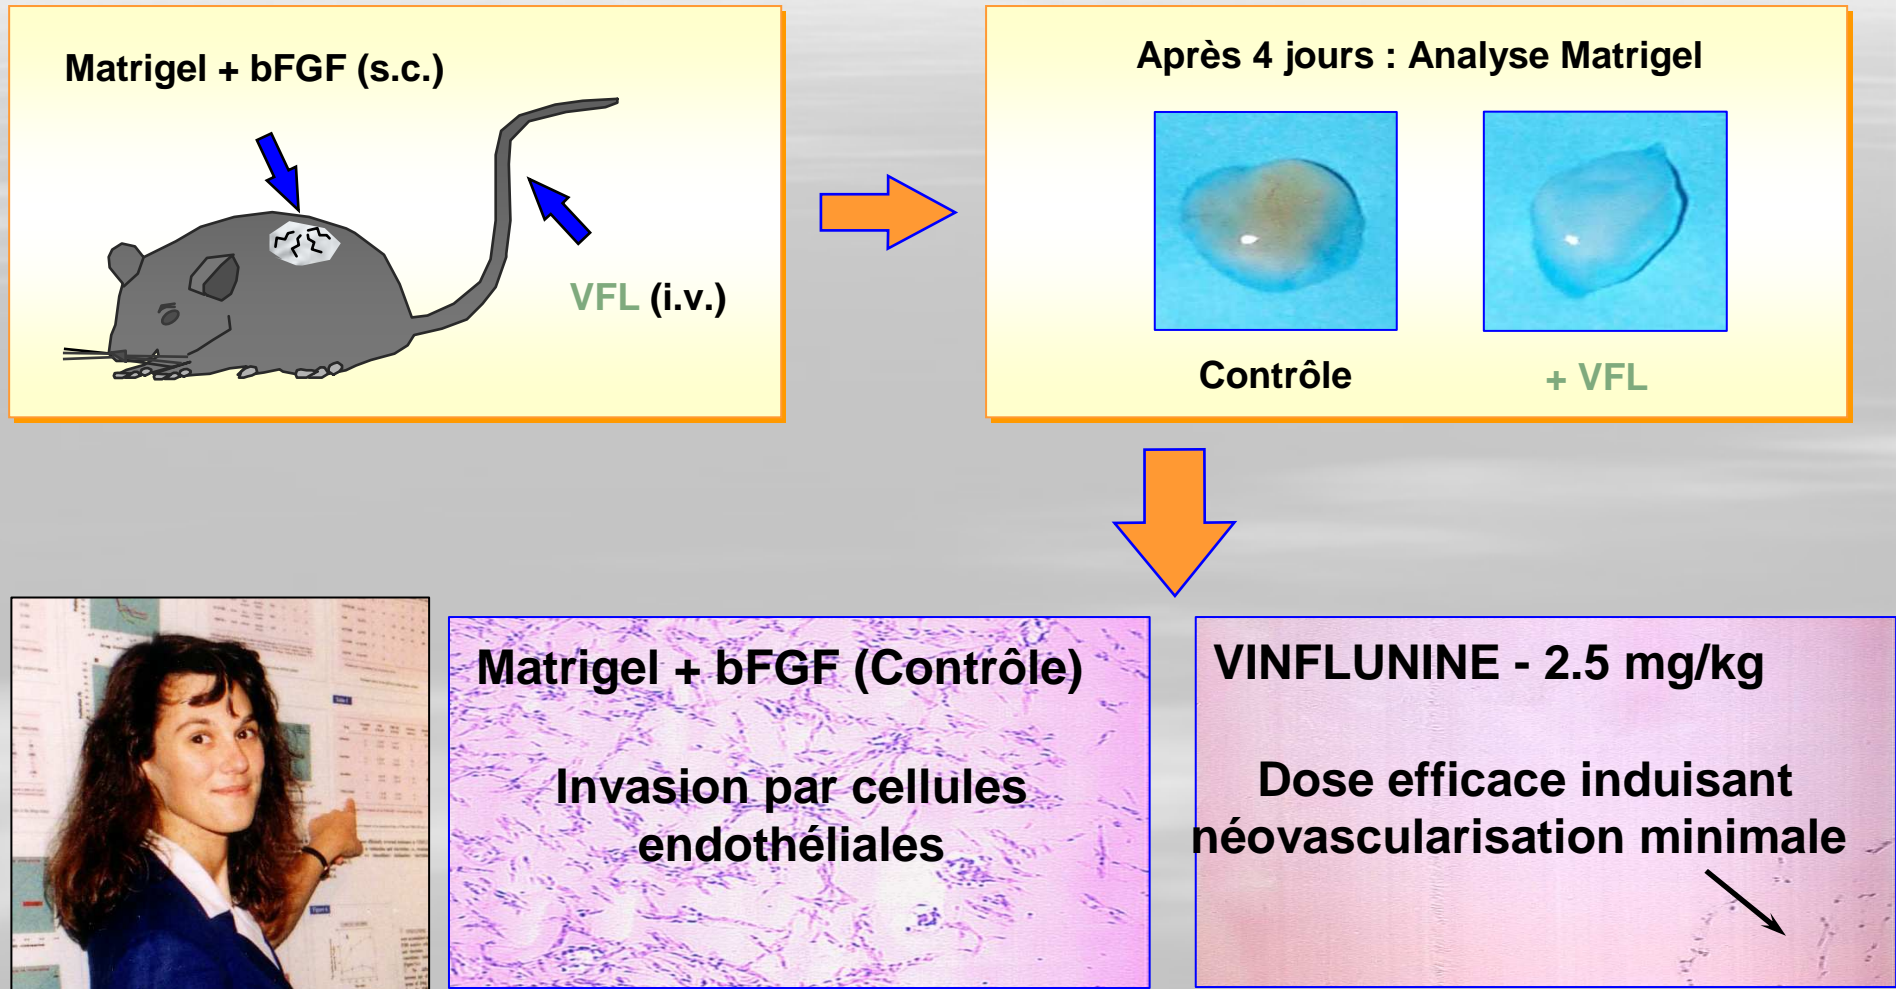 Matrigel + bFGF (s.c.)
VFL (i.v.)
Après 4 jours : Analyse Matrigel
Contrôle
+ VFL
Matrigel + bFGF (Contrôle)
Invasion par cellules
endothéliales
VINFLUNINE - 2.5 mg/kg
Dose efficace induisant
néovascularisation minimale